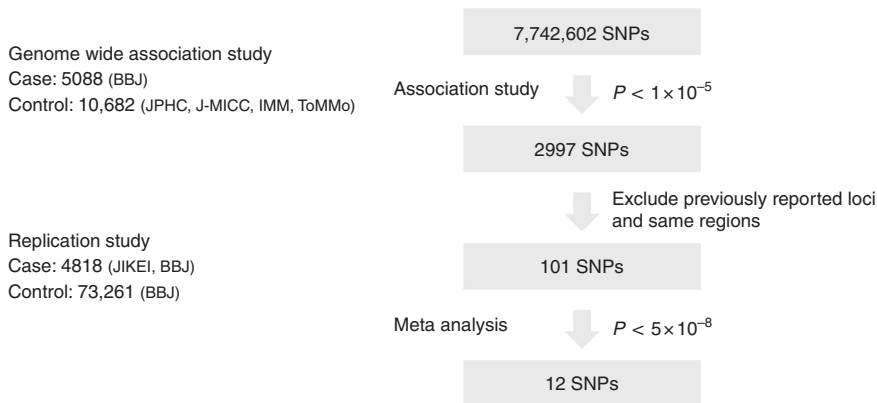 7,742,602 SNPs
Genome wide association study
Case: 5088 (BBJ)
Control: 10,682 (JPHC, J-MICC, IMM, ToMMo)
Association study
P < 1×10⁻⁵
2997 SNPs
Exclude previously reported loci
and same regions
Replication study
Case: 4818 (JIKEI, BBJ)
Control: 73,261 (BBJ)
101 SNPs
Meta analysis
P < 5×10⁻⁸
12 SNPs